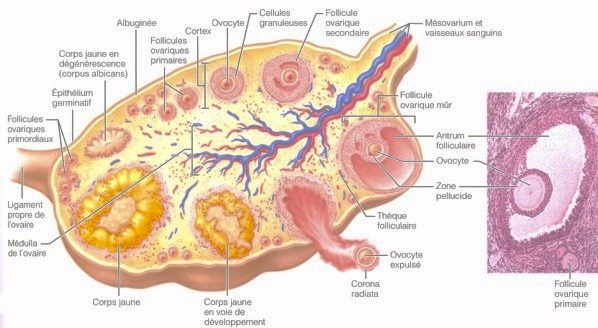 Albuginée
Ovocyte
Cellules
granuleuses
Follicule
ovarique
secondaire
Mésovarium et
vaisseaux sanguins
Cortex
Follicules
ovariques
primaires
Corps jaune en
dégénérescence
(corpus albicans)
Épithélium
germinatif
Follicules
ovariques
primordiaux
Follicule
ovarique mûr
Antrum
folliculaire
Ovocyte
Zone
pellucide
Ligament
propre de
l'ovaire
Médulla
de l'ovaire
Thèque
folliculaire
Ovocyte
expulsé
Corona
radiata
Corps jaune
Corps jaune
en voie de
développement
Follicule
ovarique
primaire